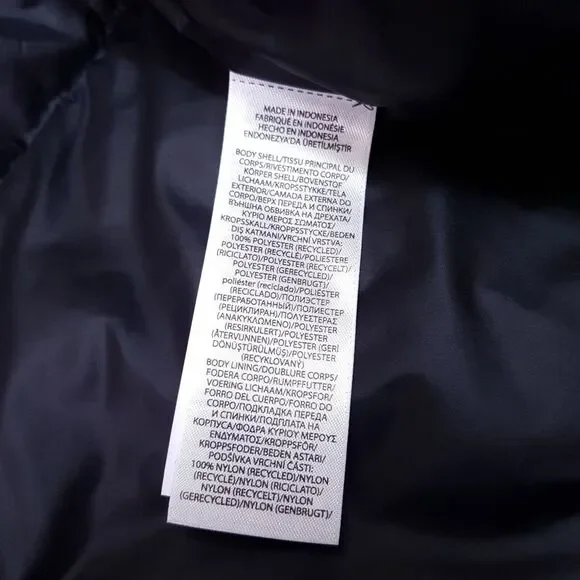 MADE IN INDONESIA
FABRIQUÉ EN INDONÉSIE
HECHO EN INDONESIA
ENDONEZYA'DA ÜRETİLMİŞTİR
BODY SHELL/TISSU PRINCIPAL DU
CORPS/RIVESTIMENTO CORPO/
KÖRPER SHELL/BOVENSTOF
LICHAAM/KROPSSTYKKE/TELA
EXTERIOR/CAMADA EXTERNA DO
CORPO/ВЕРХ ПЕРЕДА И СПИНКИ/
ВЪНШНА ОБВИВКА НА ДРЕХАТА/
ΚΥΡΙΟ ΜΕΡΟΣ ΣΩΜΑΤΟΣ/
KROPSSKALL/KROPPSSTYCKE/BEDEN
DIŞ KATMANI/VRCHNÍ VRSTVA:
100% POLYESTER (RECYCLED)/
POLYESTER (RECYCLÉ)/POLIESTERE
(RICICLATO)/POLYESTER (RECYCELT)/
POLYESTER (GERECYCLED)/
POLYESTER (GENBRUGT)/
poliéster (reciclado)/POLIÉSTER
(RECICLADO)/ПОЛИЭСТЕР
(ПЕРЕРАБОТАННЫЙ)/ПОЛИЕСТЕР
(РЕЦИКЛИРАН)/ΠΟΛΥΕΣΤΕΡΑΣ
(ΑΝΑΚΥΚΛΩΜΕΝΟ)/POLYESTER
(RESIRKULERT)/POLYESTER
(ÅTERVUNNEN)/POLYESTER (GERİ
DÖNÜŞTÜRÜLMÜŞ)/POLYESTER
(RECYKLOVANÝ)
BODY LINING/DOUBLURE CORPS/
FODERA CORPO/RUMPFFUTTER/
VOERING LICHAAM/KROPSFOR/
FORRO DEL CUERPO/FORRO DO
CORPO/ПОДКЛАДКА ПЕРЕДА
И СПИНКИ/ПОДПЛАТА НА
КОРПУСА/ΦΟΔΡΑ ΚΥΡΙΟΥ ΜΕΡΟΥΣ
ΕΝΔΥΜΑΤΟΣ/KROPPSFÔR/
KROPPSFODER/BEDEN ASTARI/
PODŠÍVKA VRCHNÍ ČÁSTI:
100% NYLON (RECYCLED)/NYLON
(RECYCLÉ)/NYLON (RICICLATO)/
NYLON (RECYCELT)/NYLON
(GERECYCLED)/NYLON (GENBRUGT)/